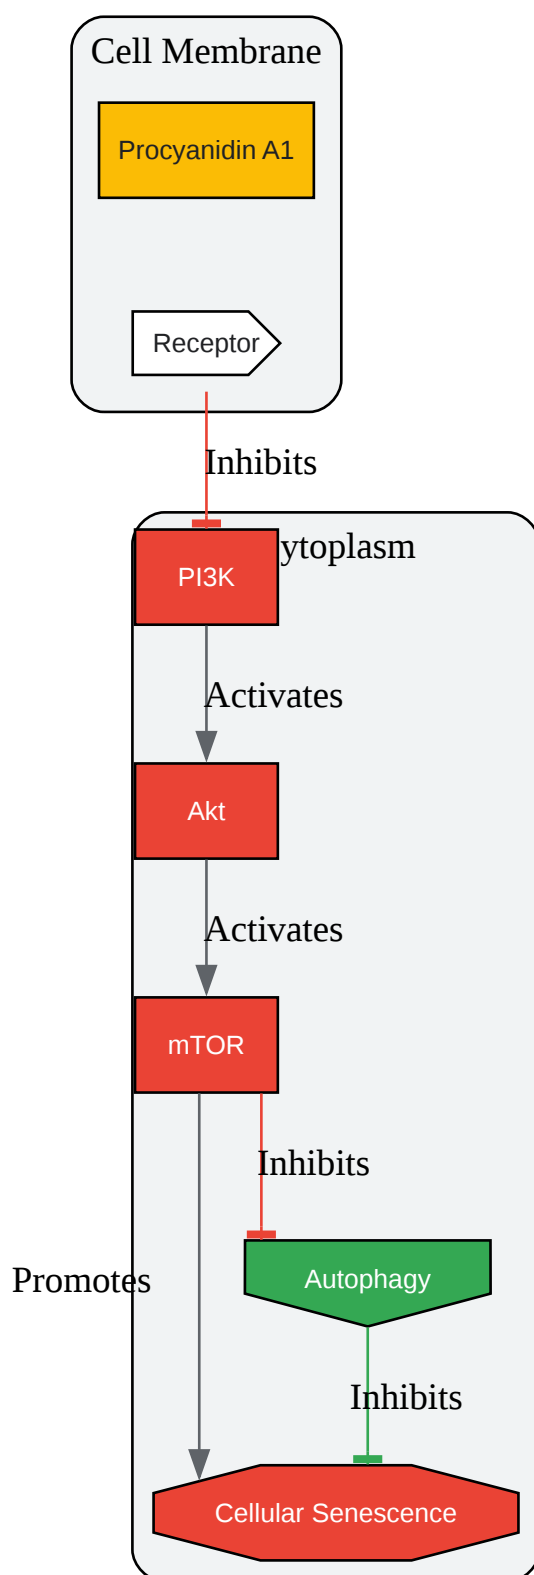 Cell Membrane
Procyanidin A1
Receptor
Inhibits
ytoplasm
PI3K
Activates
Akt
Activates
mTOR
Inhibits
Promotes
Autophagy
Inhibits
Cellular Senescence